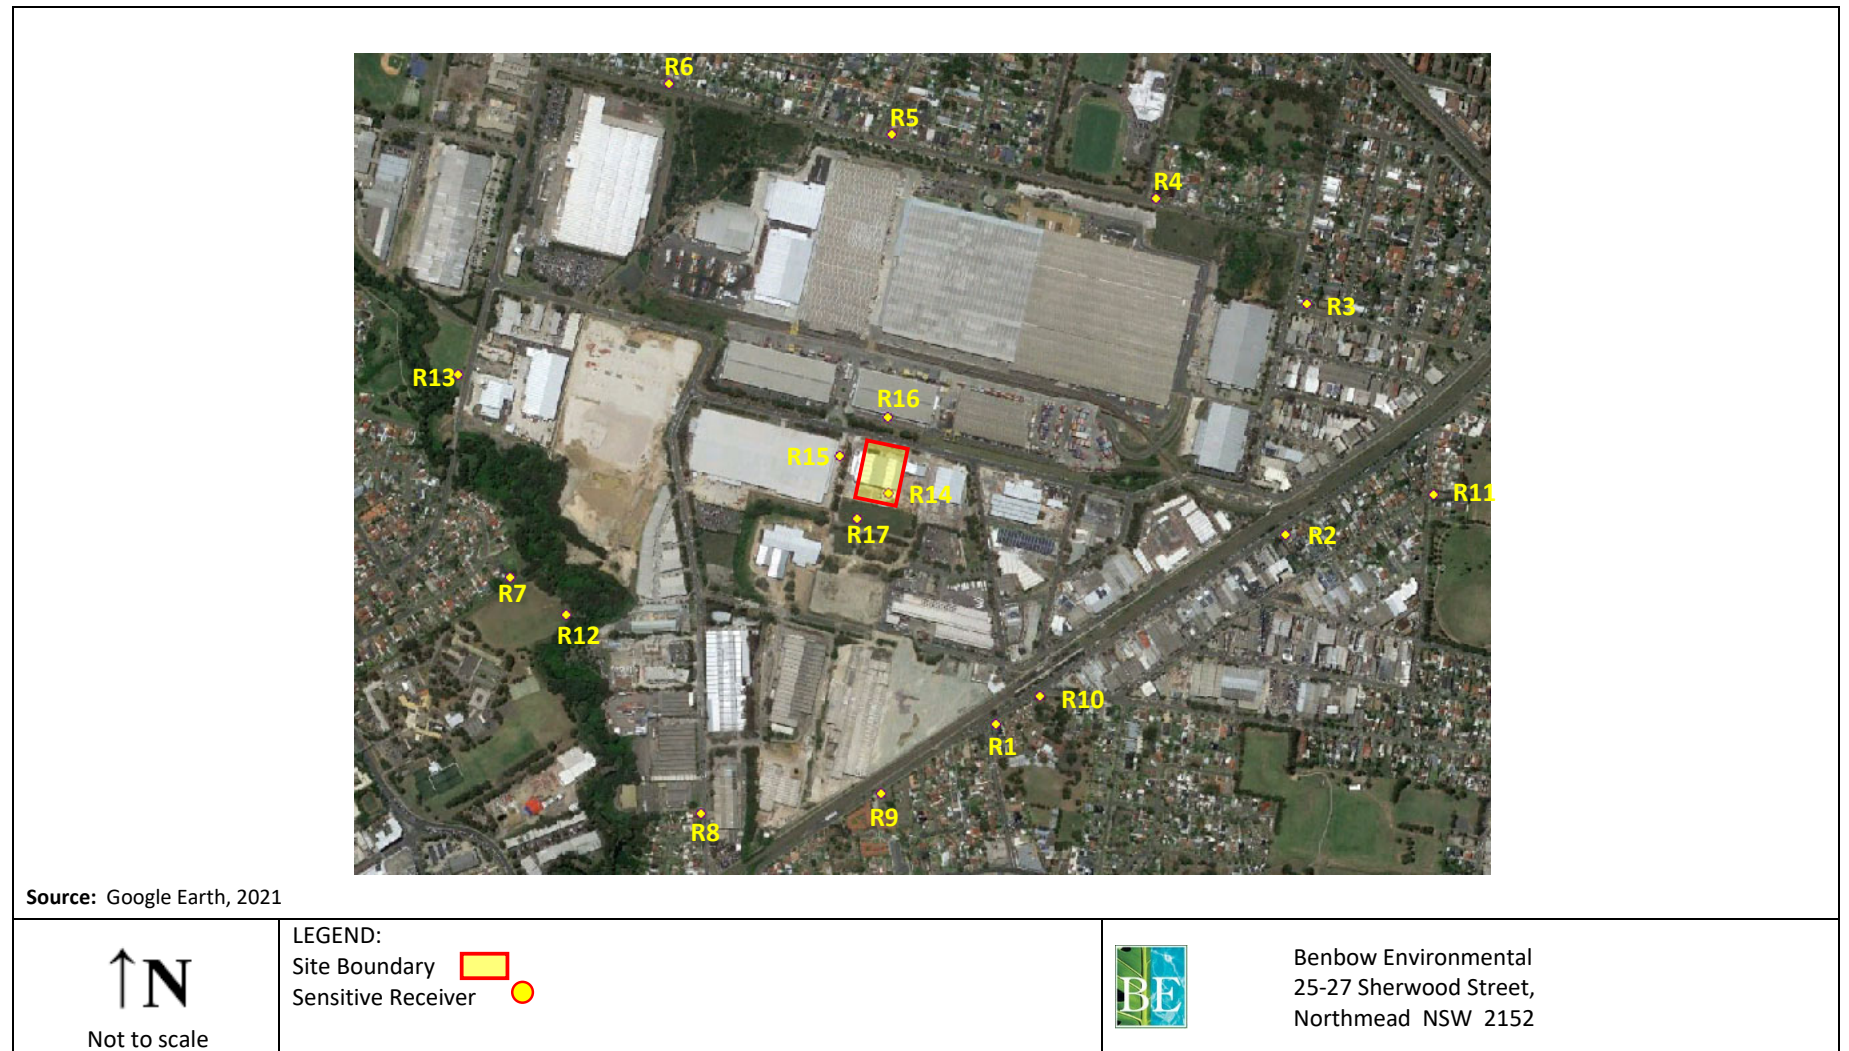 R6
R5
R4
R3
R13
R16
R15
R14
R11
R17
R2
R7
R12
R10
R1
R9
R8
Source: Google Earth, 2021
↑N
Not to scale
LEGEND:
Site Boundary
Sensitive Receiver
BE
Benbow Environmental
25-27 Sherwood Street,
Northmead NSW 2152